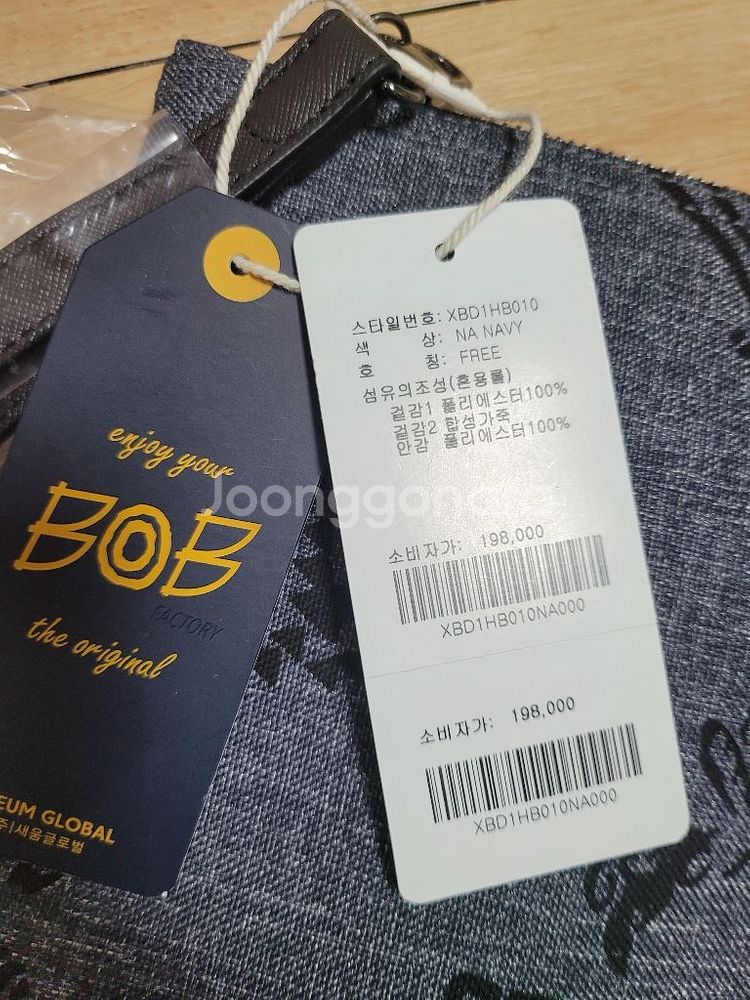 enjoy your
BOB
FACTORY
the original
EUM GLOBAL
주)새움글로벌
스타일번호: XBD1HB010
색 상: NA NAVY
호 칭: FREE
섬유의조성(혼용률)
겉감1 폴리에스터100%
겉감2 합성가죽
안감 폴리에스터100%
소비자가: 198,000
XBD1HB010NA000
소비자가: 198,000
XBD1HB010NA000